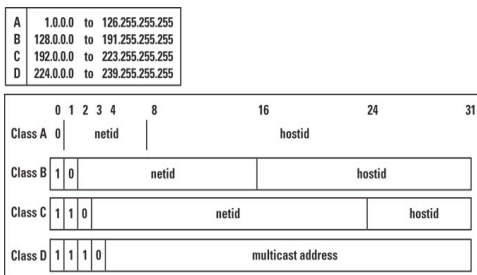 A 1.0.0.0 to 126.255.255.255
B 128.0.0.0 to 191.255.255.255
C 192.0.0.0 to 223.255.255.255
D 224.0.0.0 to 239.255.255.255
0 1 2 3 4 8 16 24 31
Class A 0 netid hostid
Class B 1 0 netid hostid
Class C 1 1 0 netid hostid
Class D 1 1 1 0 multicast address